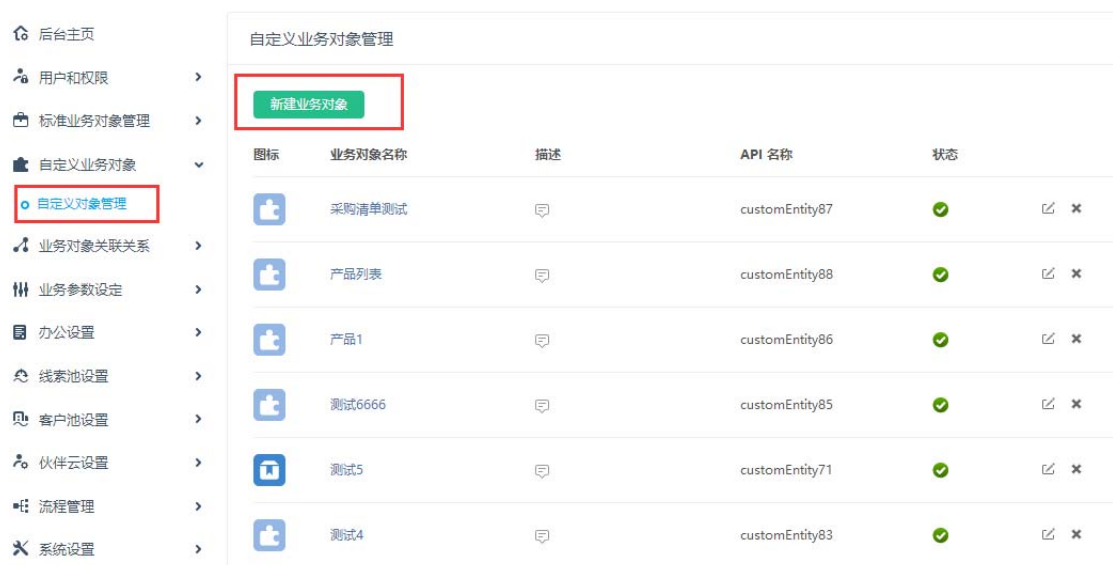 后台主页
用户和权限
标准业务对象管理
自定义业务对象
自定义对象管理
业务对象关联关系
业务参数设定
办公设置
线索池设置
客户池设置
伙伴云设置
流程管理
系统设置
自定义业务对象管理
新建业务对象
图标 业务对象名称 描述 API 名称 状态
采购清单测试 customEntity87
产品列表 customEntity88
产品1 customEntity86
测试6666 customEntity85
测试5 customEntity71
测试4 customEntity83